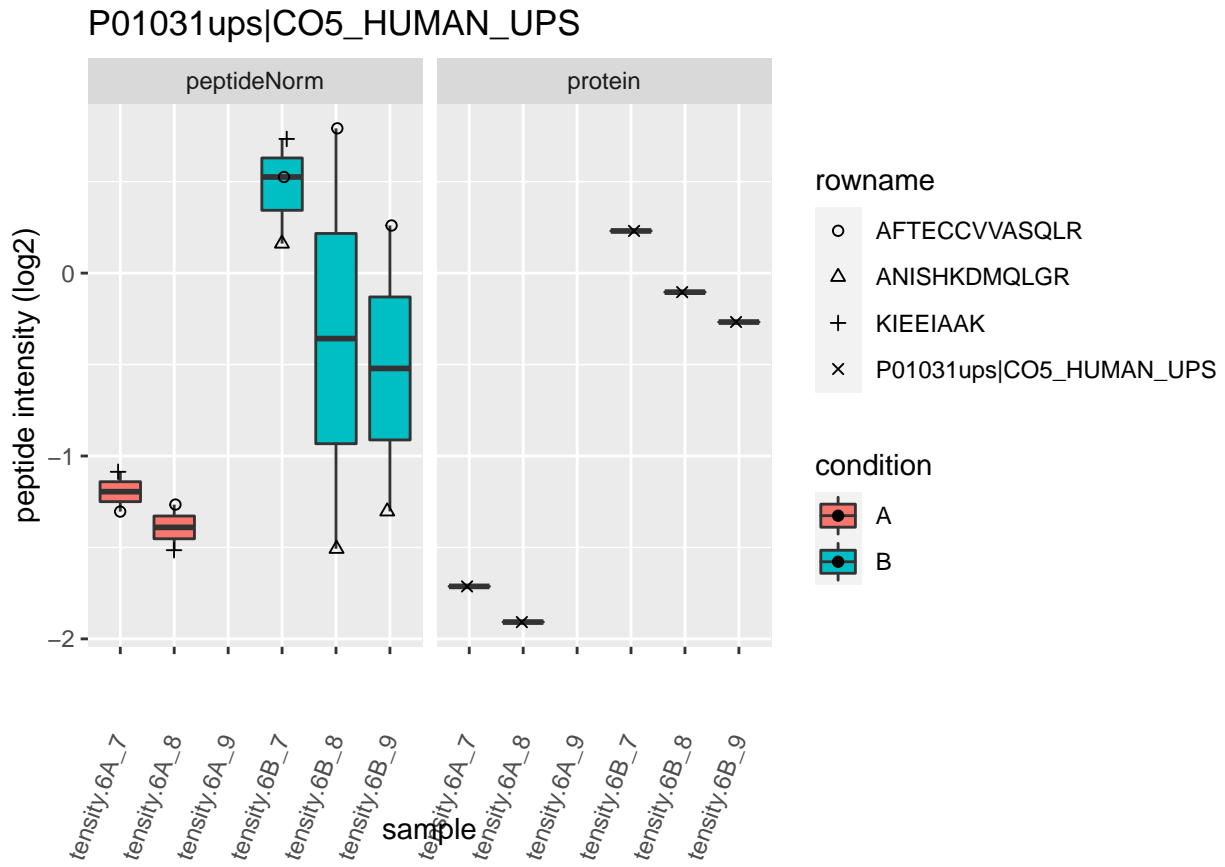 P01031ups|CO5_HUMAN_UPS
peptideNorm
protein
peptide intensity (log2)
0
−1
−2
tensity.6A_7
tensity.6A_8
tensity.6A_9
tensity.6B_7
tensity.6B_8
tensity.6B_9
tensity.6A_7
tensity.6A_8
tensity.6A_9
tensity.6B_7
tensity.6B_8
tensity.6B_9
sample
rowname
AFTECCVVASQLR
ANISHKDMQLGR
KIEEIAAK
P01031ups|CO5_HUMAN_UPS
condition
A
B